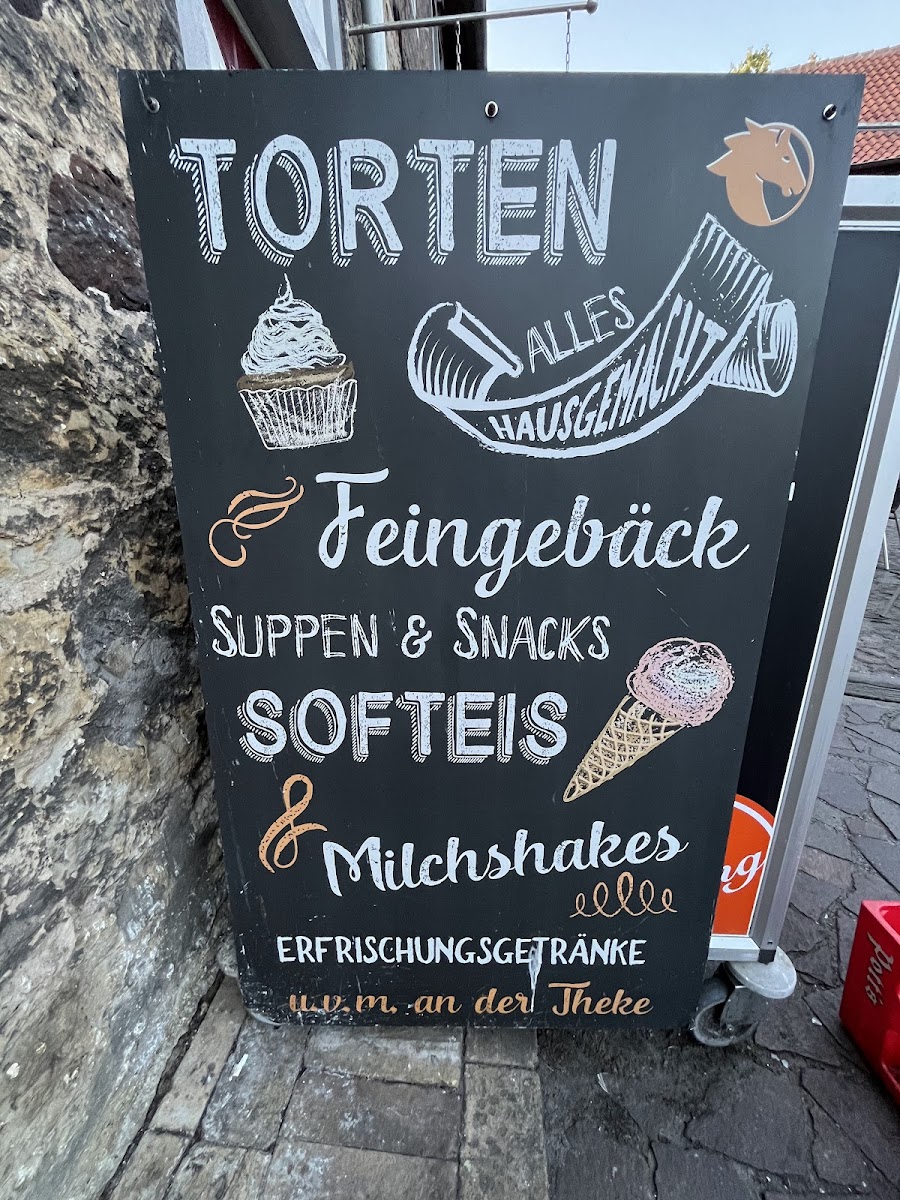 TORTEN
ALLES
HAUSGEMACHT
Feingebäck
SUPPEN & SNACKS
SOFTEIS
&
Milchshakes
ERFRISCHUNGSGETRÄNKE
u.v.m. an der Theke